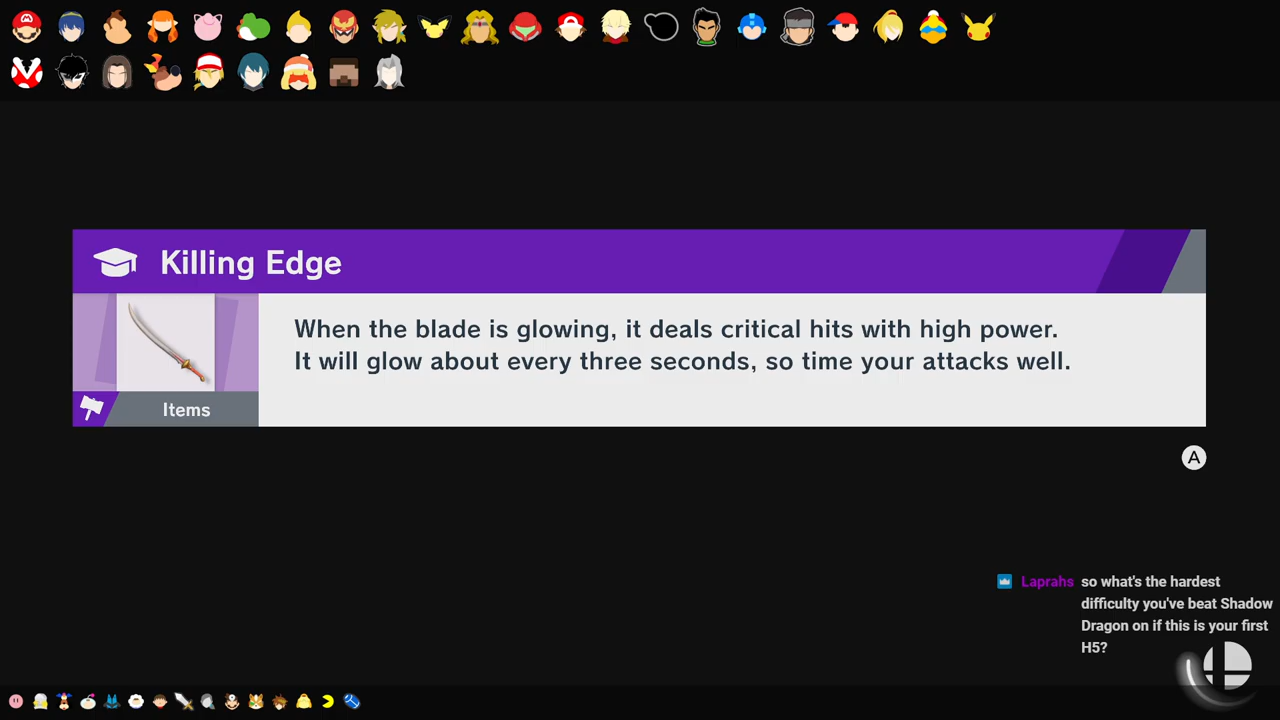 Killing Edge
When the blade is glowing, it deals critical hits with high power.
It will glow about every three seconds, so time your attacks well.
Items
A
Laprahs so what's the hardest
difficulty you've beat Shadow
Dragon on if this is your first
H5?